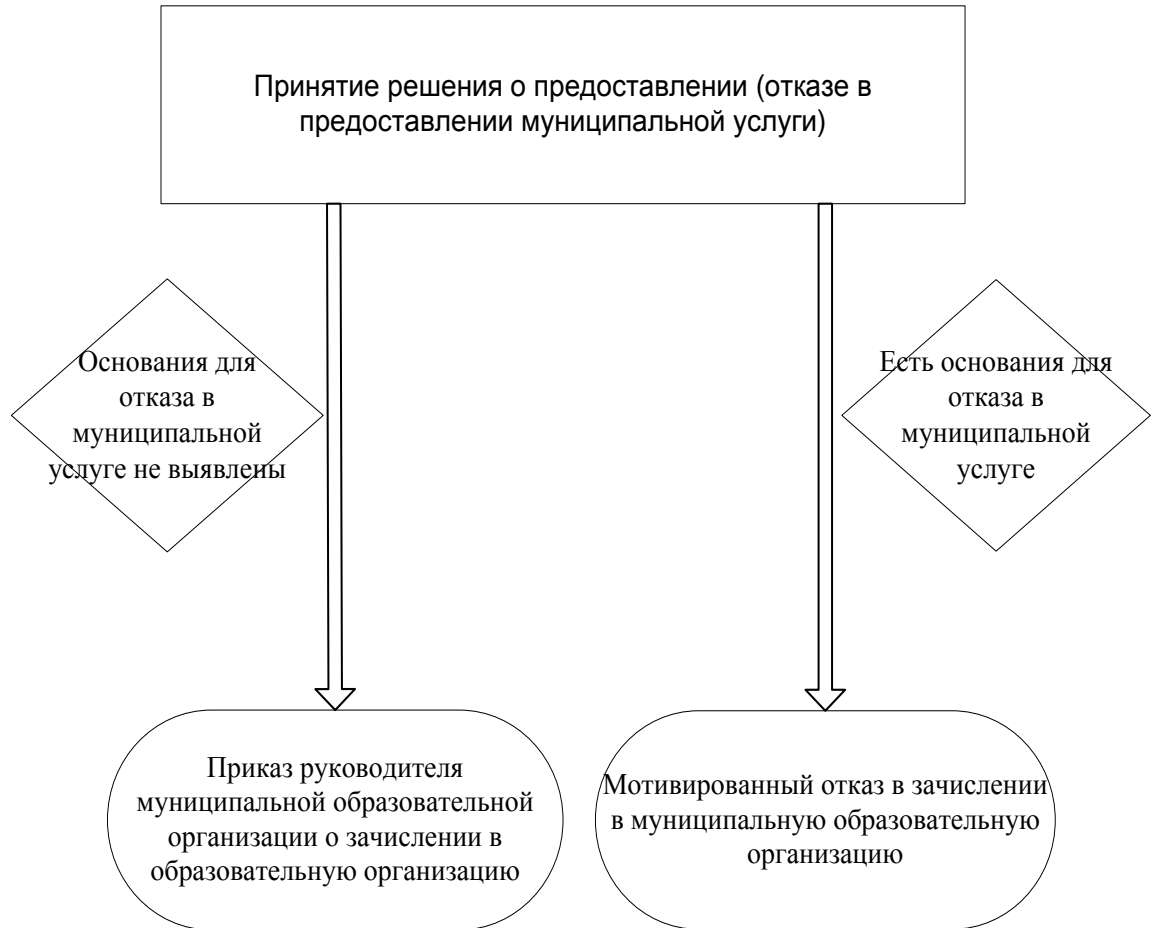 Принятие решения о предоставлении (отказе в
предоставлении муниципальной услуги)
Основания для
отказа в
муниципальной
услуге не выявлены
Есть основания для
отказа в
муниципальной
услуге
Приказ руководителя
муниципальной образовательной
организации о зачислении в
образовательную организацию
Мотивированный отказ в зачислении
в муниципальную образовательную
организацию